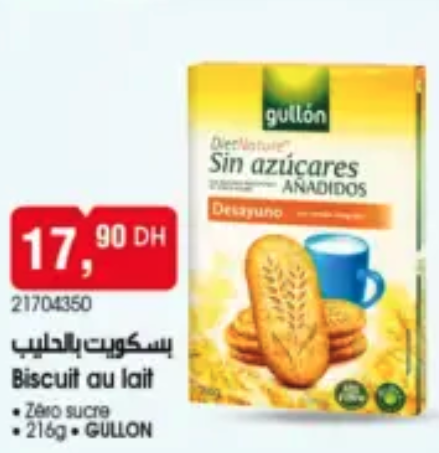 17,90 DH
21704350
بسكويت بالحليب
Biscuit au lait
• Zéro sucre
• 216g • GULLON
gullón
DietNature
Sin azúcares
AÑADIDOS
Desayuno